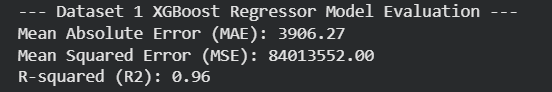 --- Dataset 1 XGBoost Regressor Model Evaluation ---
Mean Absolute Error (MAE): 3906.27
Mean Squared Error (MSE): 84013552.00
R-squared (R2): 0.96